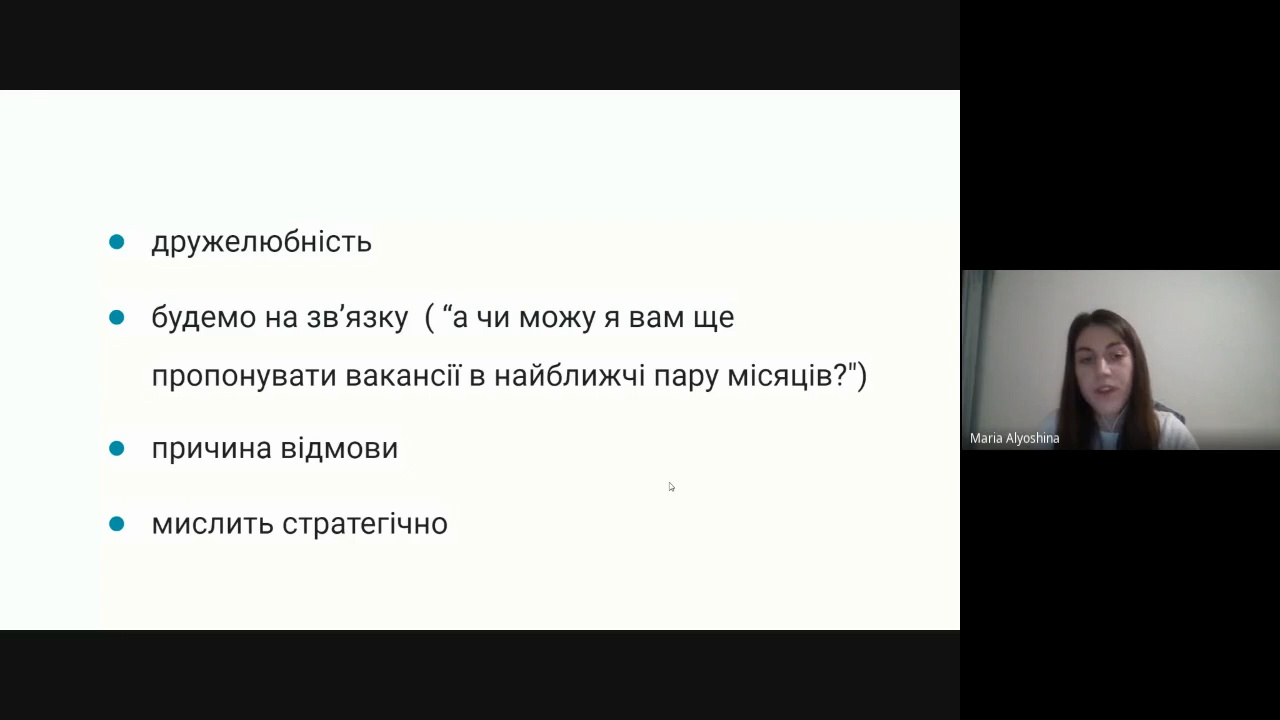 дружелюбність
будемо на зв’язку ( “а чи можу я вам ще
пропонувати вакансії в найближчі пару місяців?")
причина відмови
мислить стратегічно
Maria Alyoshina